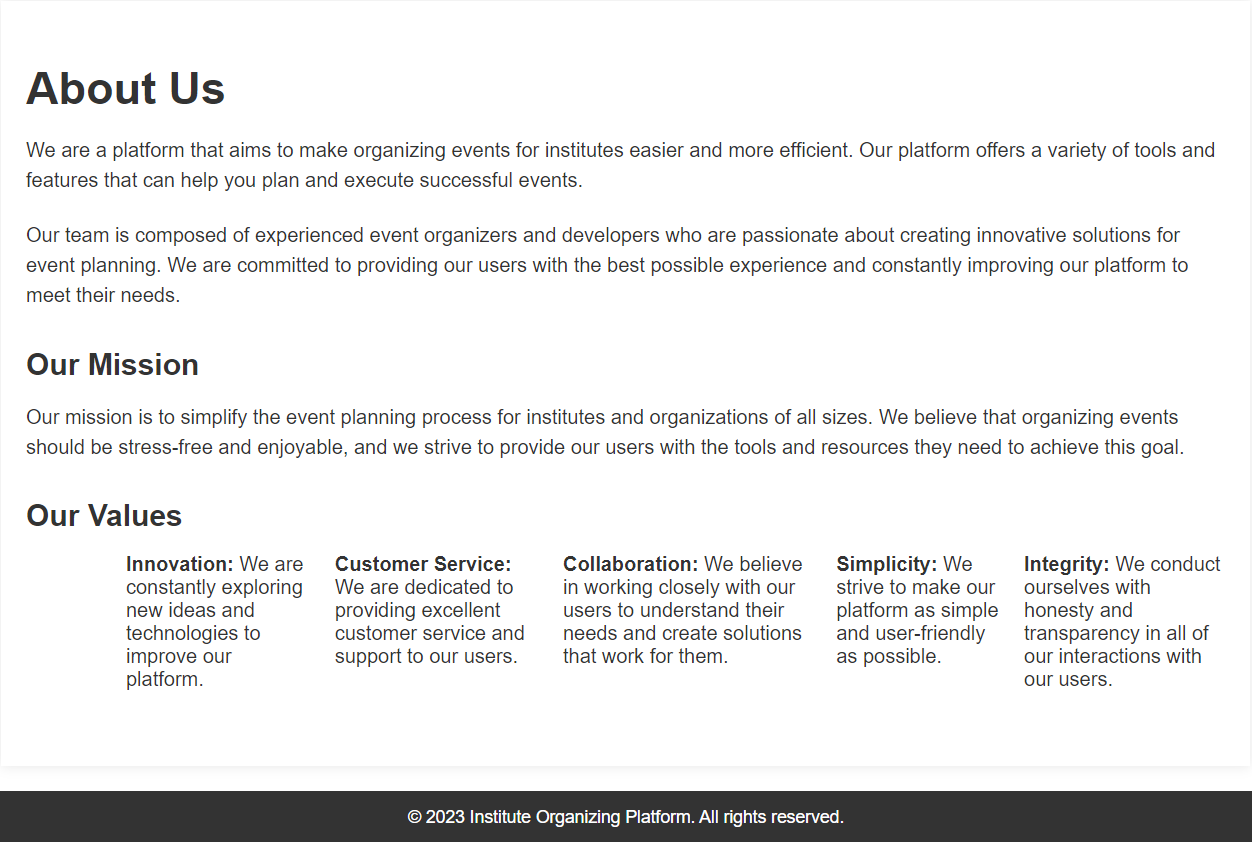 About Us
We are a platform that aims to make organizing events for institutes easier and more efficient. Our platform offers a variety of tools and
features that can help you plan and execute successful events.
Our team is composed of experienced event organizers and developers who are passionate about creating innovative solutions for
event planning. We are committed to providing our users with the best possible experience and constantly improving our platform to
meet their needs.
Our Mission
Our mission is to simplify the event planning process for institutes and organizations of all sizes. We believe that organizing events
should be stress-free and enjoyable, and we strive to provide our users with the tools and resources they need to achieve this goal.
Our Values
Innovation: We are
constantly exploring
new ideas and
technologies to
improve our
platform.
Customer Service:
We are dedicated to
providing excellent
customer service and
support to our users.
Collaboration: We believe
in working closely with our
users to understand their
needs and create solutions
that work for them.
Simplicity: We
strive to make our
platform as simple
and user-friendly
as possible.
Integrity: We conduct
ourselves with
honesty and
transparency in all of
our interactions with
our users.
© 2023 Institute Organizing Platform. All rights reserved.